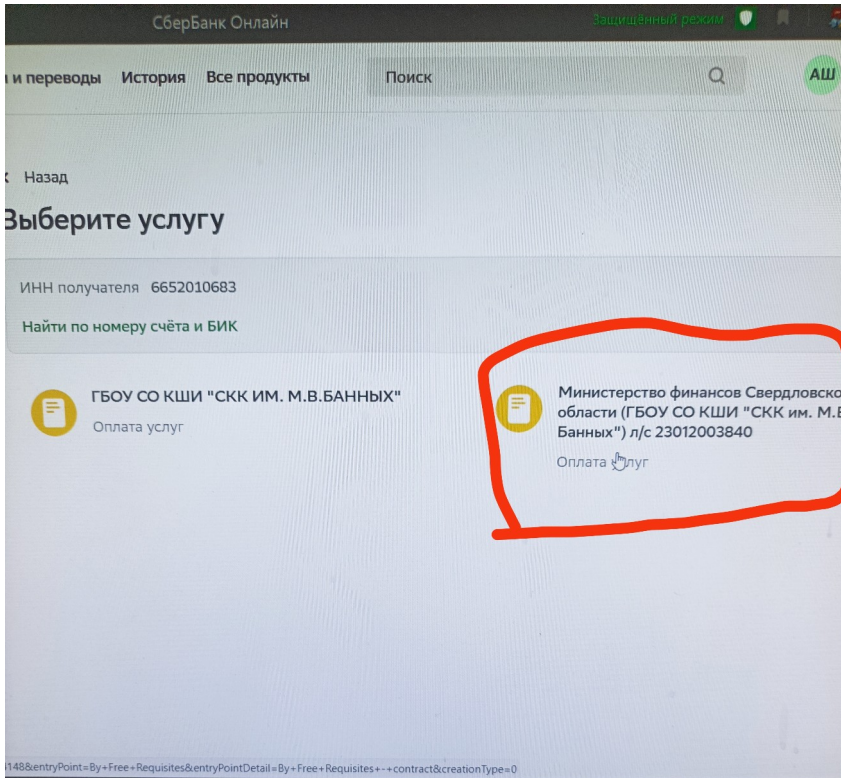 СберБанк Онлайн
Защищённый режим
и переводы История Все продукты Поиск АШ
Назад
Выберите услугу
ИНН получателя 6652010683
Найти по номеру счёта и БИК
ГБОУ СО КШИ "СКК ИМ. М.В.БАННЫХ"
Оплата услуг
Министерство финансов Свердловско
области (ГБОУ СО КШИ "СКК им. М.В
Банных") л/с 23012003840
Оплата услуг
148&entryPoint=By+Free+Requisites&entryPointDetail=By+Free+Requisites+-+contract&creationType=0